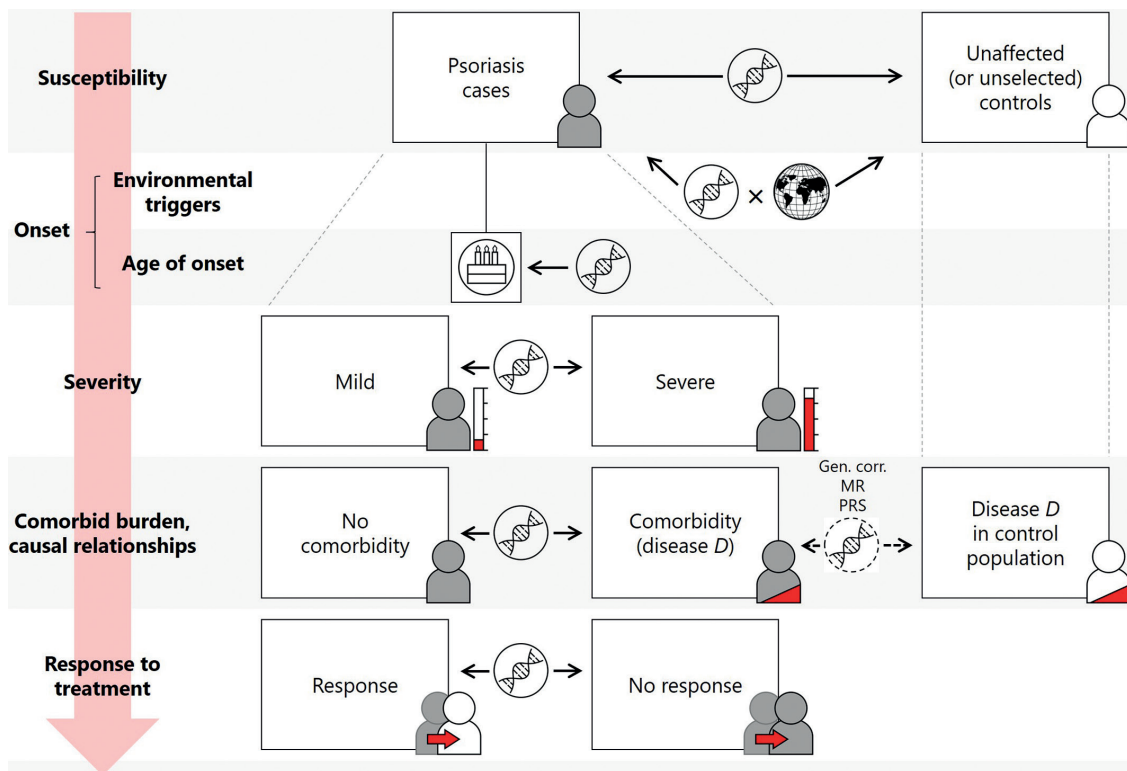 Susceptibility
Psoriasis
cases
Unaffected
(or unselected)
controls
Onset
Environmental
triggers
×
Age of onset
Severity
Mild
Severe
Comorbid burden,
causal relationships
No
comorbidity
Comorbidity
(disease D)
Gen. corr.
MR
PRS
Disease D
in control
population
Response to
treatment
Response
No response